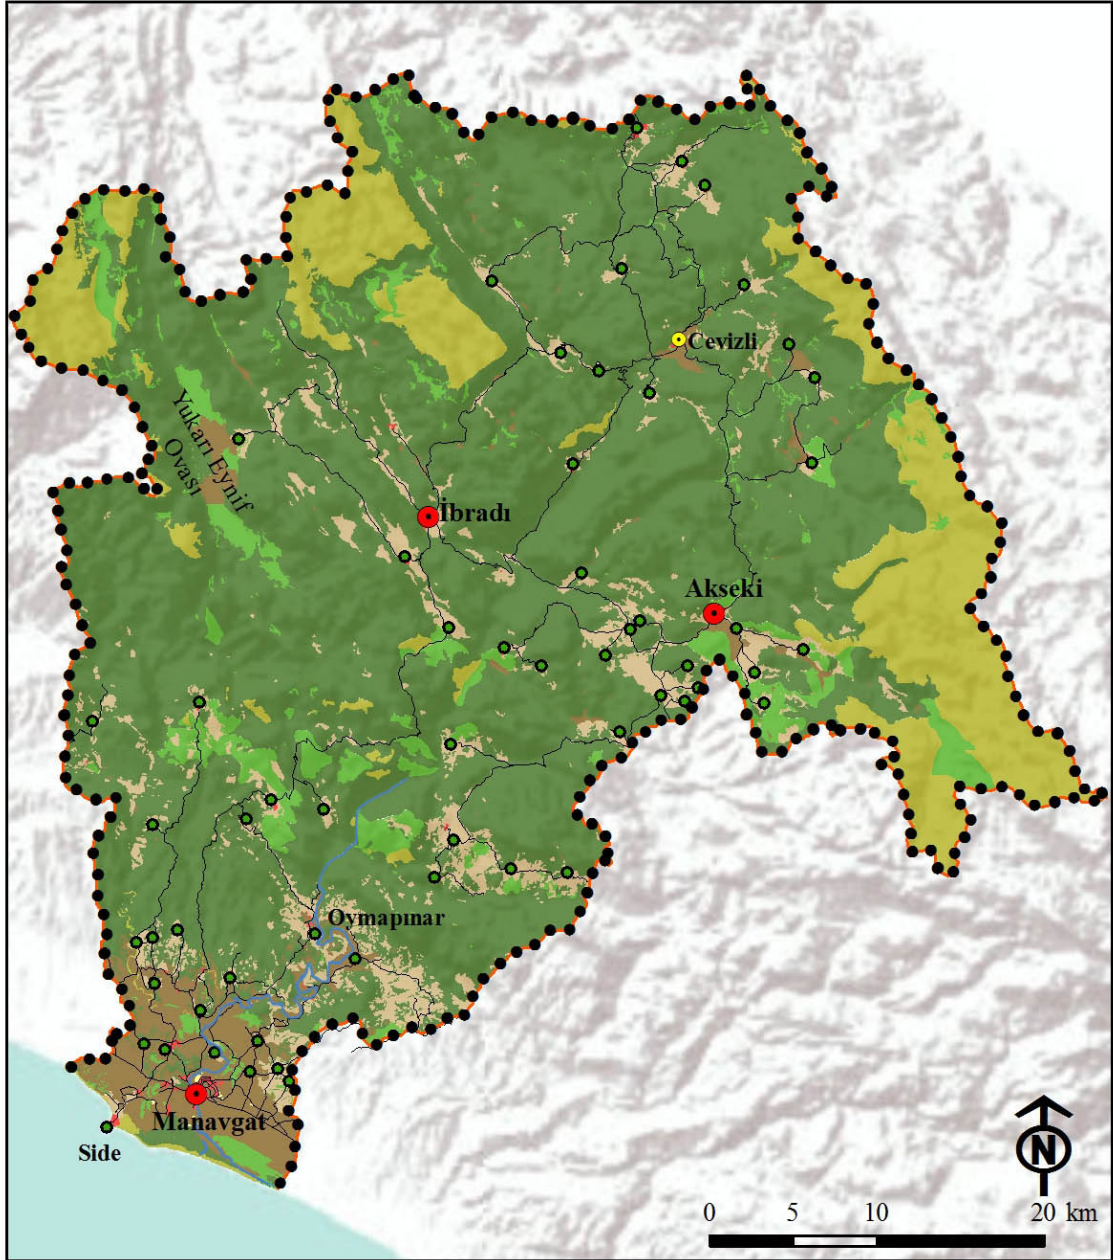 Cevizli
Yukarı Eynif
Ovası
İbradı
Akseki
Oymapınar
Manavgat
Side
N
0 5 10 20 km